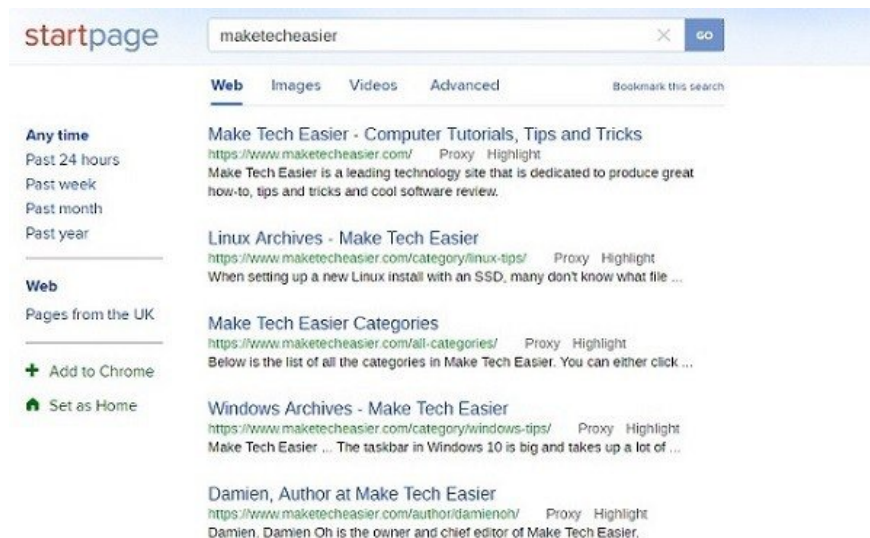 startpage
maketecheasier
GO
Web Images Videos Advanced Bookmark this search
Any time
Past 24 hours
Past week
Past month
Past year
Web
Pages from the UK
Add to Chrome
Set as Home
Make Tech Easier - Computer Tutorials, Tips and Tricks
https://www.maketecheasier.com/ Proxy Highlight
Make Tech Easier is a leading technology site that is dedicated to produce great
how-to, tips and tricks and cool software review.
Linux Archives - Make Tech Easier
https://www.maketecheasier.com/category/linux-tips/ Proxy Highlight
When setting up a new Linux install with an SSD, many don't know what file ...
Make Tech Easier Categories
https://www.maketecheasier.com/all-categories/ Proxy Highlight
Below is the list of all the categories in Make Tech Easier. You can either click ...
Windows Archives - Make Tech Easier
https://www.maketecheasier.com/category/windows-tips/ Proxy Highlight
Make Tech Easier ... The taskbar in Windows 10 is big and takes up a lot of ...
Damien, Author at Make Tech Easier
https://www.maketecheasier.com/author/damienoh/ Proxy Highlight
Damien. Damien Oh is the owner and chief editor of Make Tech Easier.